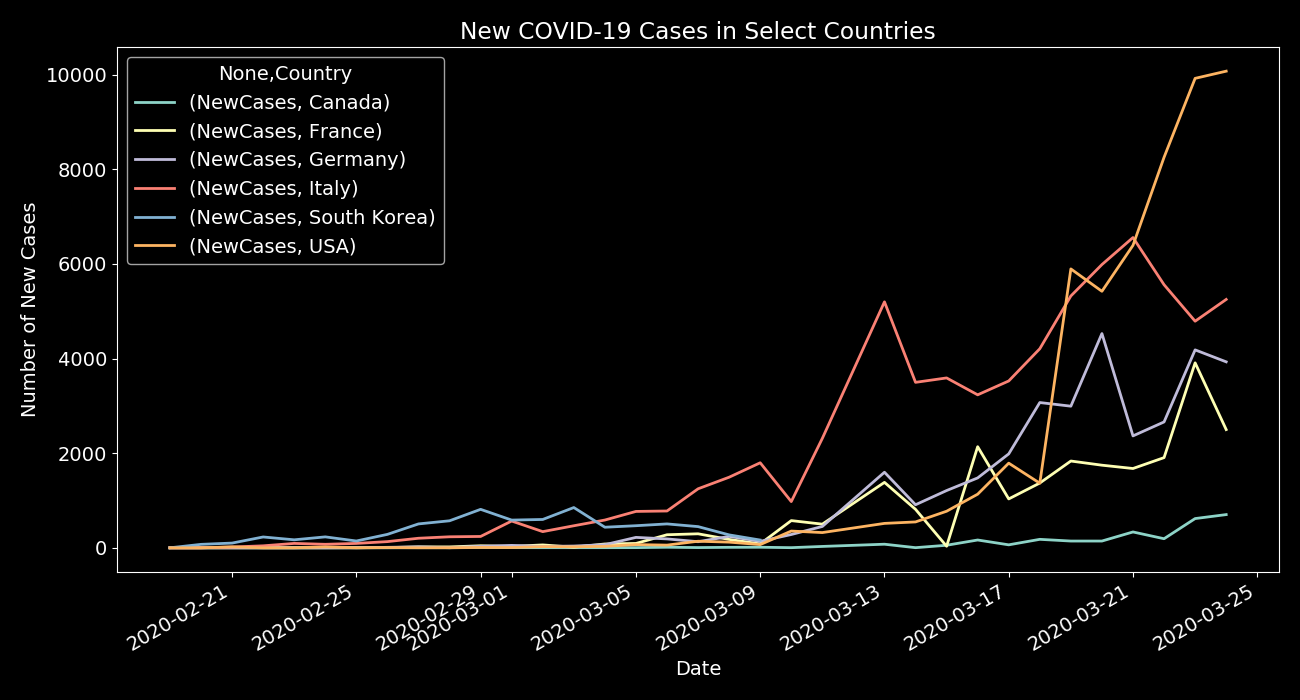 New COVID-19 Cases in Select Countries
None,Country
(NewCases, Canada)
(NewCases, France)
(NewCases, Germany)
(NewCases, Italy)
(NewCases, South Korea)
(NewCases, USA)
Number of New Cases
10000
8000
6000
4000
2000
0
2020-02-21
2020-02-25
2020-02-29
2020-03-01
2020-03-05
2020-03-09
2020-03-13
2020-03-17
2020-03-21
2020-03-25
Date